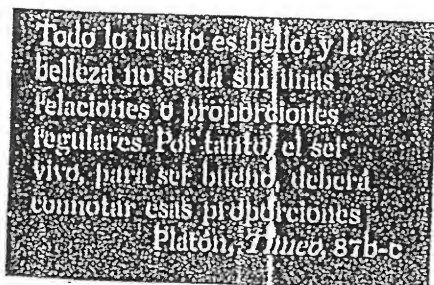 Todo lo bueno es bello, y la
belleza no se da sin unas
relaciones o proporciones
regulares. Por tanto, el ser
vivo, para ser bueno, deberá
connotar esas proporciones
Platón, Timeo, 87b-c